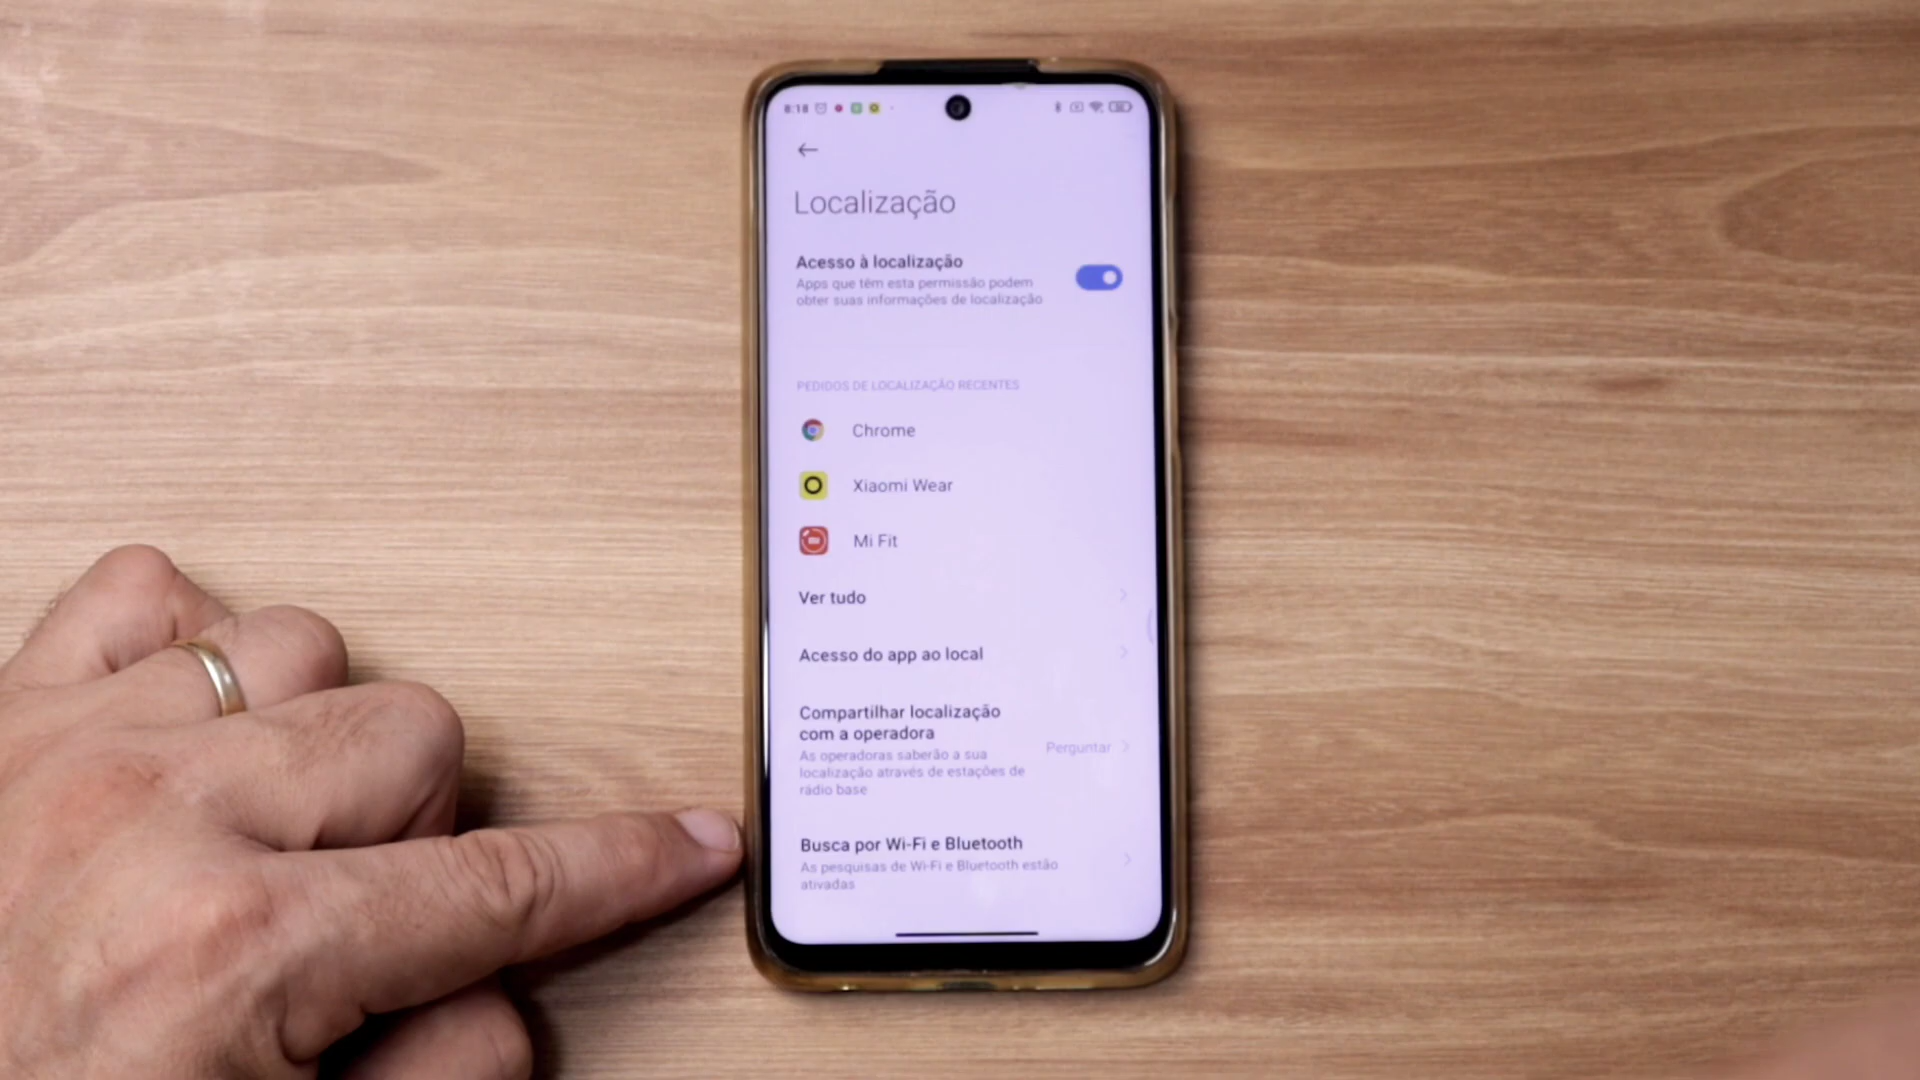 8:18
Localização
Acesso à localização
Apps que têm esta permissão podem
obter suas informações de localização
PEDIDOS DE LOCALIZAÇÃO RECENTES
Chrome
Xiaomi Wear
Mi Fit
Ver tudo
Acesso do app ao local
Compartilhar localização
com a operadora
As operadoras saberão a sua
localização através de estações de
rádio base
Perguntar
Busca por Wi-Fi e Bluetooth
As pesquisas de Wi-Fi e Bluetooth estão
ativadas